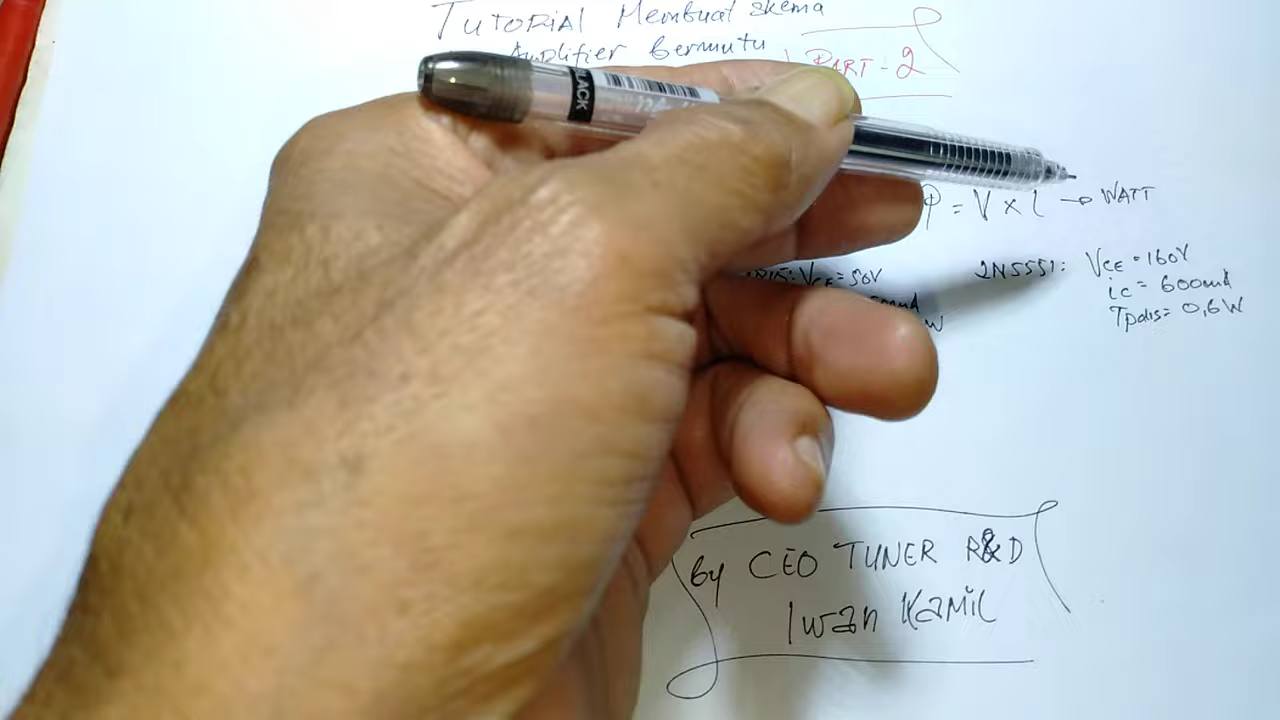 TUTORIAL Membuat skema
Amplifier bermutu
PART-2
BLACK
P = V x I → WATT
VCE = 50V
2N5551: VCE = 160V
ic = 600mA
Tpdis = 0,6W
By CEO TUNER R&D
Iwan Kamil